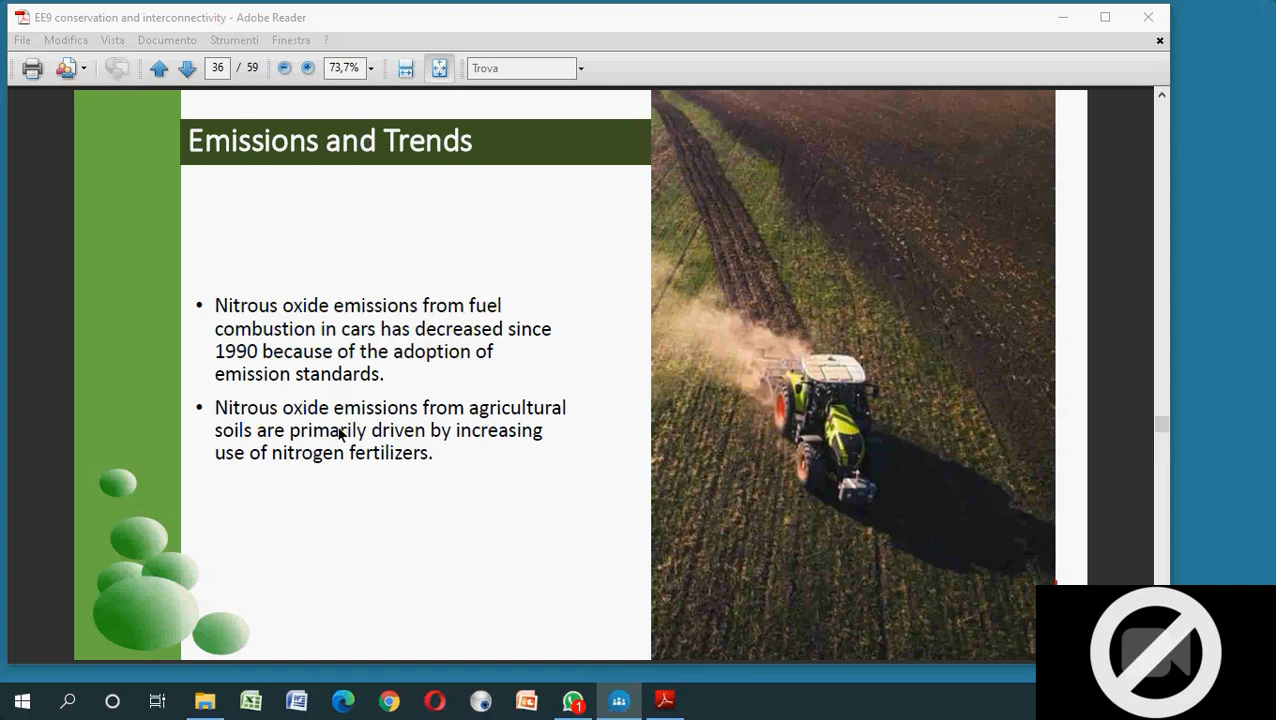 EE9 conservation and interconnectivity - Adobe Reader
File Modifica Vista Documento Strumenti Finestra ?
36 / 59 73,7% Trova
Emissions and Trends
• Nitrous oxide emissions from fuel
combustion in cars has decreased since
1990 because of the adoption of
emission standards.
• Nitrous oxide emissions from agricultural
soils are primarily driven by increasing
use of nitrogen fertilizers.
1